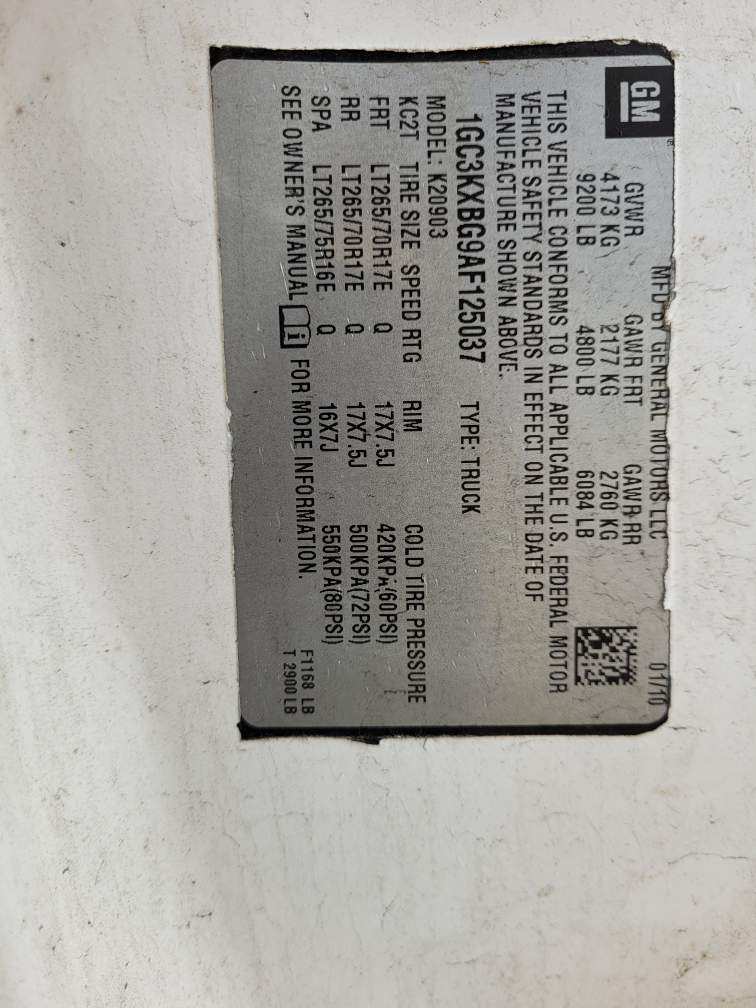 GM
MFD BY GENERAL MOTORS LLC 01/10
GVWR GAWR FRT GAWR RR
4173 KG 2177 KG 2760 KG
9200 LB 4800 LB 6084 LB
THIS VEHICLE CONFORMS TO ALL APPLICABLE U.S. FEDERAL MOTOR
VEHICLE SAFETY STANDARDS IN EFFECT ON THE DATE OF
MANUFACTURE SHOWN ABOVE.
1GC3KXBG9AF125037 TYPE: TRUCK
MODEL: K20903
KC2T TIRE SIZE SPEED RTG RIM COLD TIRE PRESSURE
FRT LT265/70R17E Q 17X7.5J 420KPA(60PSI)
RR LT265/70R17E Q 17X7.5J 500KPA(72PSI)
SPA LT265/75R16E Q 16X7J 550KPA(80PSI)
SEE OWNER'S MANUAL i FOR MORE INFORMATION.
F1168 LB
T 2900 LB